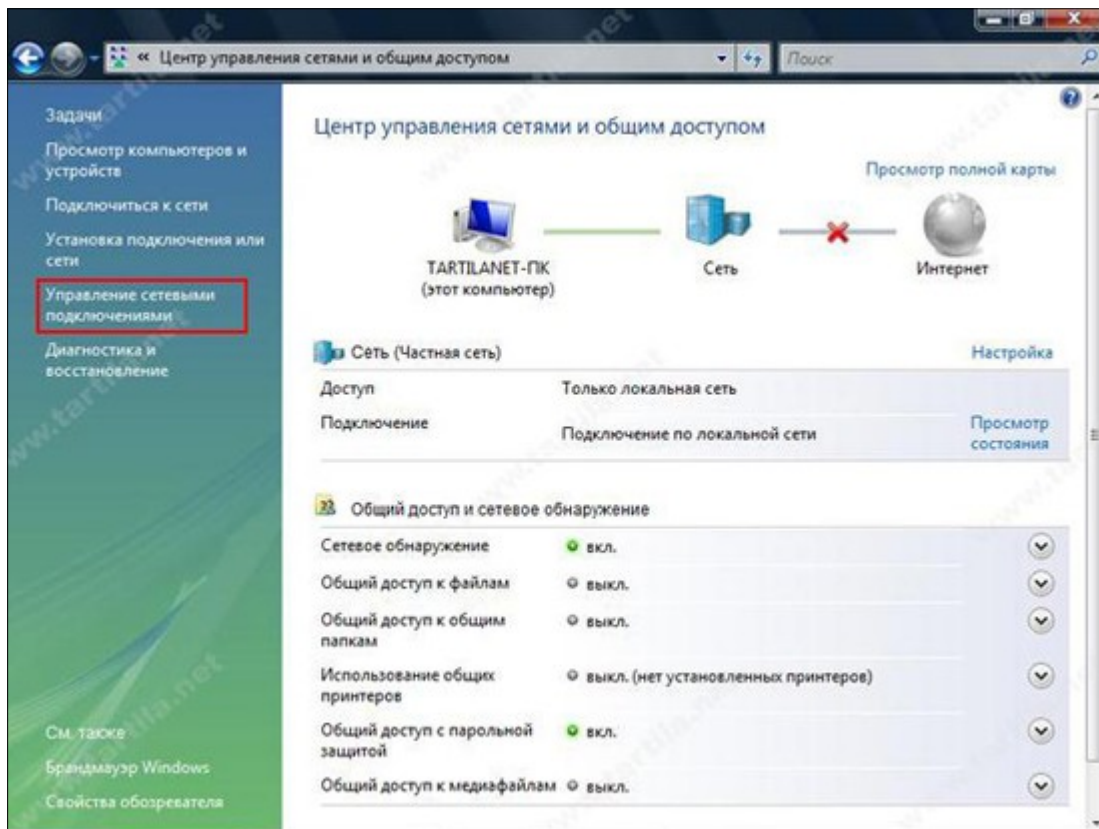 « Центр управления сетями и общим доступом
Поиск
Задачи
Просмотр компьютеров и
устройств
Подключиться к сети
Установка подключения или
сети
Управление сетевыми
подключениями
Диагностика и
восстановление
См. также
Брандмауэр Windows
Свойства обозревателя
Центр управления сетями и общим доступом
Просмотр полной карты
TARTILANET-ПК
(этот компьютер)
Сеть
Интернет
Сеть (Частная сеть)
Настройка
Доступ
Только локальная сеть
Подключение
Подключение по локальной сети
Просмотр
состояния
Общий доступ и сетевое обнаружение
Сетевое обнаружение
вкл.
Общий доступ к файлам
выкл.
Общий доступ к общим
папкам
выкл.
Использование общих
принтеров
выкл. (нет установленных принтеров)
Общий доступ с парольной
защитой
вкл.
Общий доступ к медиафайлам
выкл.
www.tartila.net